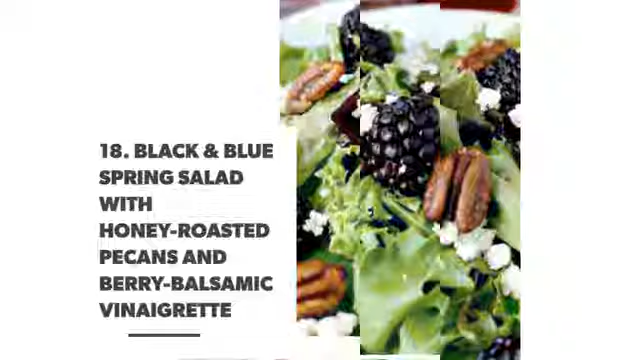 18. BLACK & BLUE
SPRING SALAD
WITH
HONEY-ROASTED
PECANS AND
BERRY-BALSAMIC
VINAIGRETTE